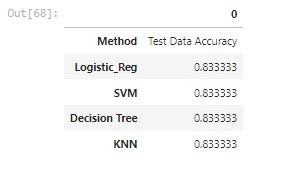 Out[68]:
0
Method Test Data Accuracy
Logistic_Reg 0.833333
SVM 0.833333
Decision Tree 0.833333
KNN 0.833333